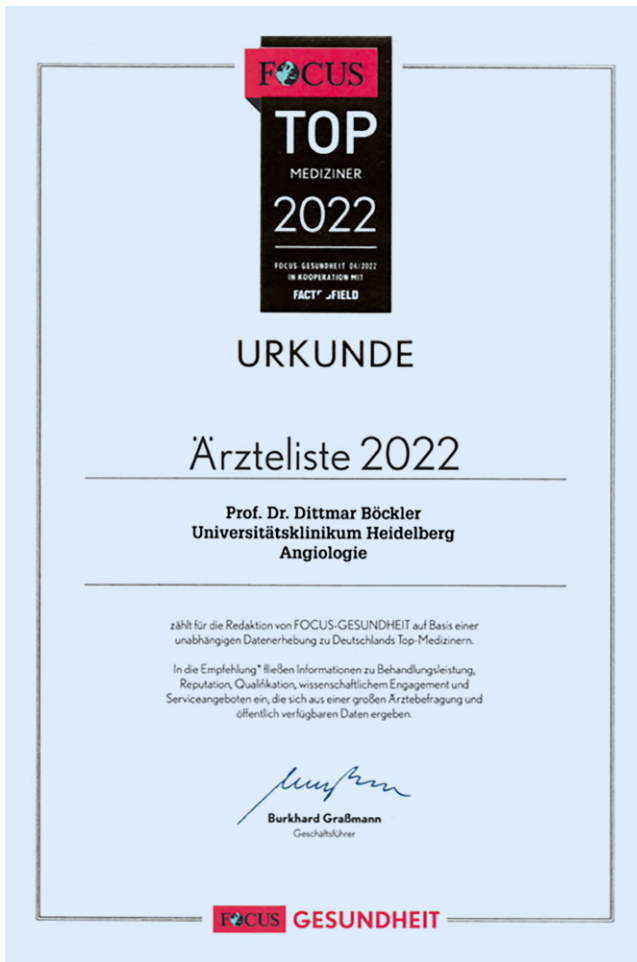 FOCUS
TOP
MEDIZINER
2022
FOCUS-GESUNDHEIT 04/2022
IN KOOPERATION MIT
FIELD
URKUNDE
Ärzteliste 2022
Prof. Dr. Dittmar Böckler
Universitätsklinikum Heidelberg
Angiologie
zählt für die Redaktion von FOCUS-GESUNDHEIT auf Basis einer
unabhängigen Datenerhebung zu Deutschlands Top-Medizinern.
In die Empfehlung* fließen Informationen zu Behandlungsleistung,
Reputation, Qualifikation, wissenschaftlichem Engagement und
Serviceangeboten ein, die sich aus einer großen Ärztebefragung und
öffentlich verfügbaren Daten ergeben.
Burkhard Graßmann
Geschäftsführer
FOCUS GESUNDHEIT